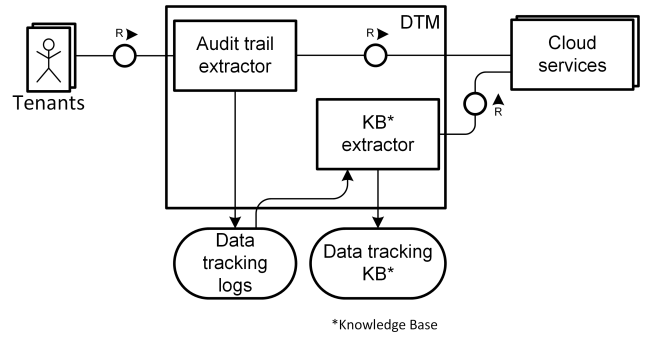 DTM
R
Audit trail
extractor
R
Cloud
services
Tenants
KB*
extractor
R
Data
tracking
logs
Data tracking
KB*
*Knowledge Base